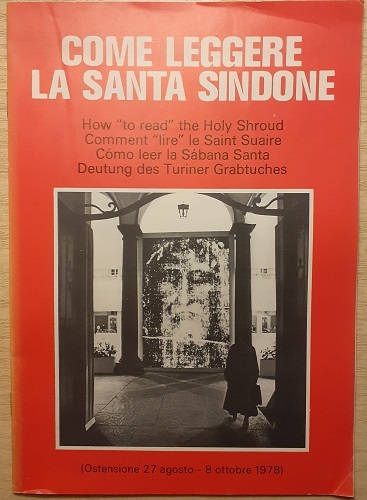 COME LEGGERE
LA SANTA SINDONE
How "to read" the Holy Shroud
Comment "lire" le Saint Suaire
Cómo leer la Sábana Santa
Deutung des Turiner Grabtuches
(Ostensione 27 agosto - 8 ottobre 1978)